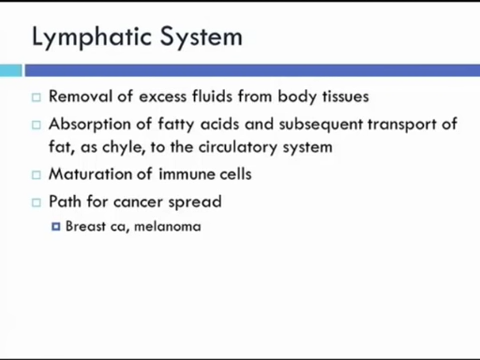 Lymphatic System
Removal of excess fluids from body tissues
Absorption of fatty acids and subsequent transport of
fat, as chyle, to the circulatory system
Maturation of immune cells
Path for cancer spread
Breast ca, melanoma